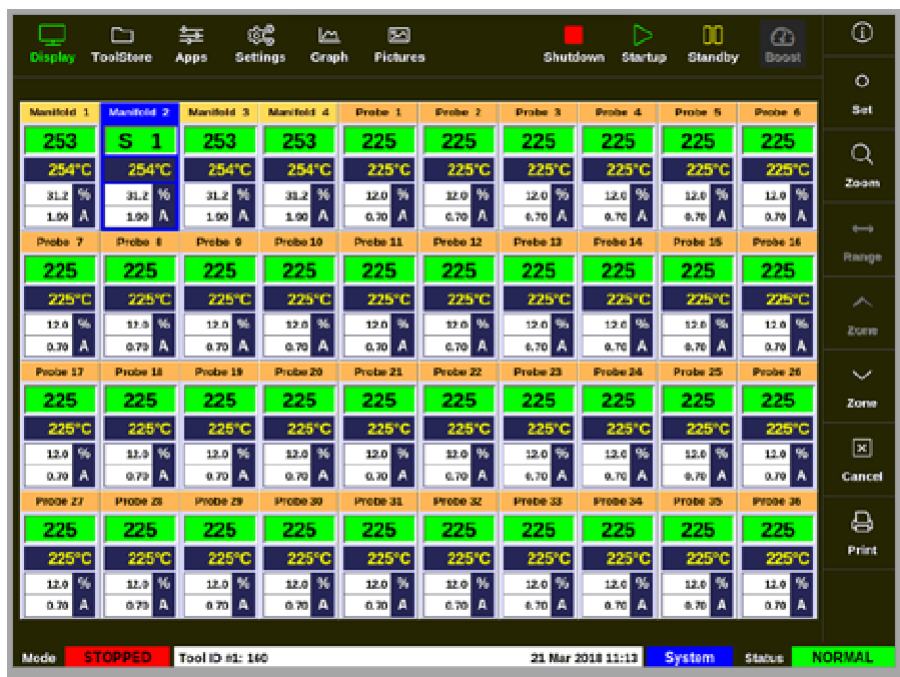 Display ToolStore Apps Settings Graph Pictures Shutdown Startup Standby Boost
Set
Zoom
Range
Zone
Zone
Cancel
Print
Manifold 1 Manifold 2 Manifold 3 Manifold 4 Probe 1 Probe 2 Probe 3 Probe 4 Probe 5 Probe 6
253 S 1 253 253 225 225 225 225 225 225
254°C 254°C 254°C 254°C 225°C 225°C 225°C 225°C 225°C 225°C
31.2 % 31.2 % 31.2 % 31.2 % 12.0 % 12.0 % 12.0 % 12.0 % 12.0 % 12.0 %
1.90 A 1.90 A 1.90 A 1.90 A 0.70 A 0.70 A 0.70 A 0.70 A 0.70 A 0.70 A
Probe 7 Probe 8 Probe 9 Probe 10 Probe 11 Probe 12 Probe 13 Probe 14 Probe 15 Probe 16
225 225 225 225 225 225 225 225 225 225
225°C 225°C 225°C 225°C 225°C 225°C 225°C 225°C 225°C 225°C
12.0 % 12.0 % 12.0 % 12.0 % 12.0 % 12.0 % 12.0 % 12.0 % 12.0 % 12.0 %
0.70 A 0.70 A 0.70 A 0.70 A 0.70 A 0.70 A 0.70 A 0.70 A 0.70 A 0.70 A
Probe 17 Probe 18 Probe 19 Probe 20 Probe 21 Probe 22 Probe 23 Probe 24 Probe 25 Probe 26
225 225 225 225 225 225 225 225 225 225
225°C 225°C 225°C 225°C 225°C 225°C 225°C 225°C 225°C 225°C
12.0 % 12.0 % 12.0 % 12.0 % 12.0 % 12.0 % 12.0 % 12.0 % 12.0 % 12.0 %
0.70 A 0.70 A 0.70 A 0.70 A 0.70 A 0.70 A 0.70 A 0.70 A 0.70 A 0.70 A
Probe 27 Probe 28 Probe 29 Probe 30 Probe 31 Probe 32 Probe 33 Probe 34 Probe 35 Probe 36
225 225 225 225 225 225 225 225 225 225
225°C 225°C 225°C 225°C 225°C 225°C 225°C 225°C 225°C 225°C
12.0 % 12.0 % 12.0 % 12.0 % 12.0 % 12.0 % 12.0 % 12.0 % 12.0 % 12.0 %
0.70 A 0.70 A 0.70 A 0.70 A 0.70 A 0.70 A 0.70 A 0.70 A 0.70 A 0.70 A
Mode STOPPED Tool ID #1: 160 21 Mar 2018 11:13 System Status NORMAL